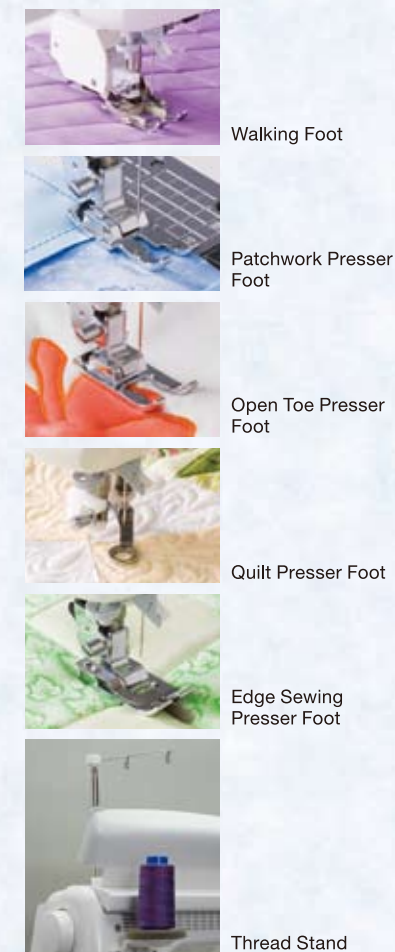 Walking Foot
Patchwork Presser
Foot
Open Toe Presser
Foot
Quilt Presser Foot
Edge Sewing
Presser Foot
Thread Stand